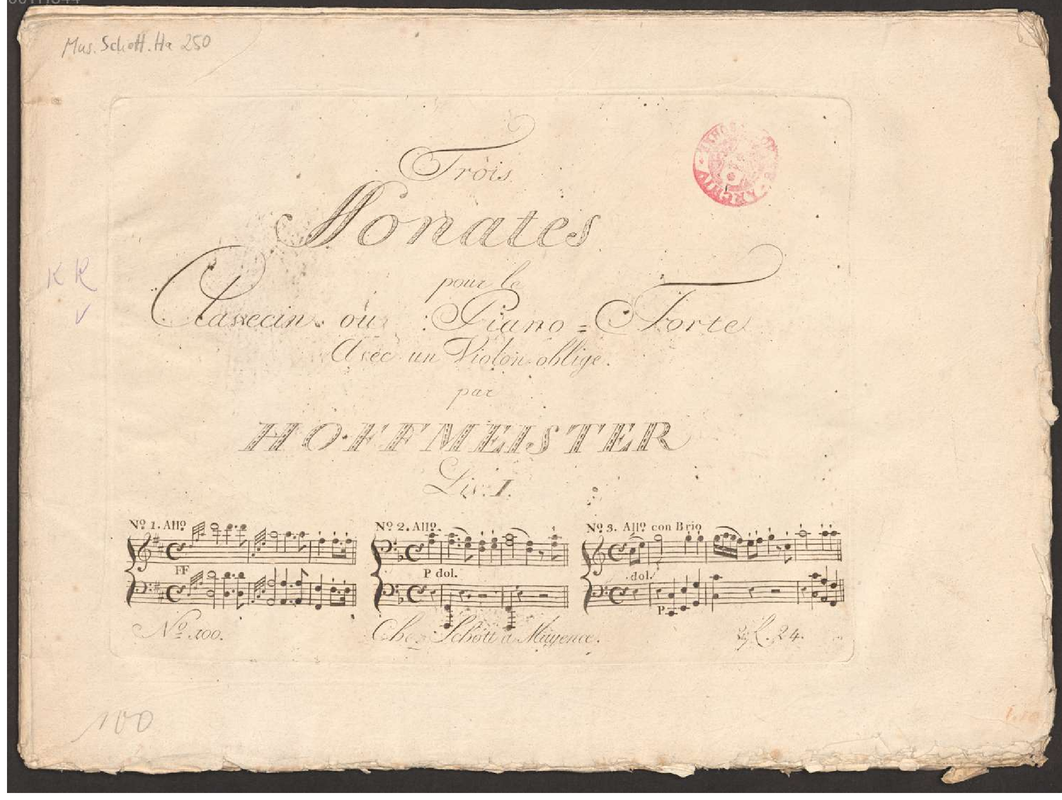 Mus. Schott. Ha 250
Trois
Sonates
pour le
Clavecin ou Piano = Forte
Avec un Violon oblige.
par
HOFFMEISTER
Liv: I.
Nº 1. Allº. Nº 2. Allº. Nº 3. Allº con Brio
FF P dol. dol.
P
Nº 100. Chez Schott a Mayence. 24.
100